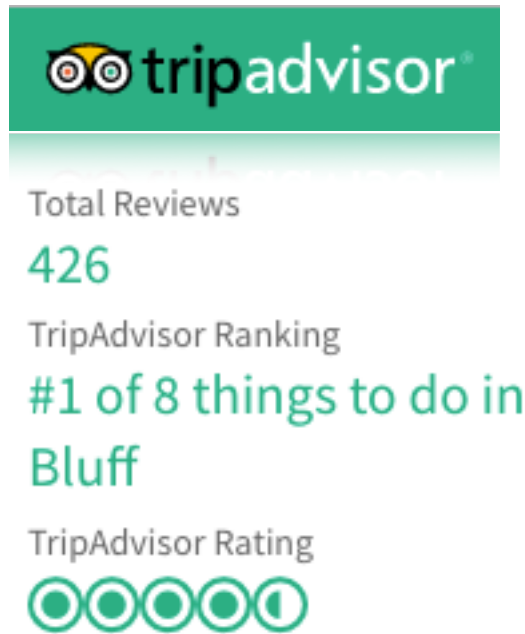 tripadvisor®
Total Reviews
426
TripAdvisor Ranking
#1 of 8 things to do in
Bluff
TripAdvisor Rating